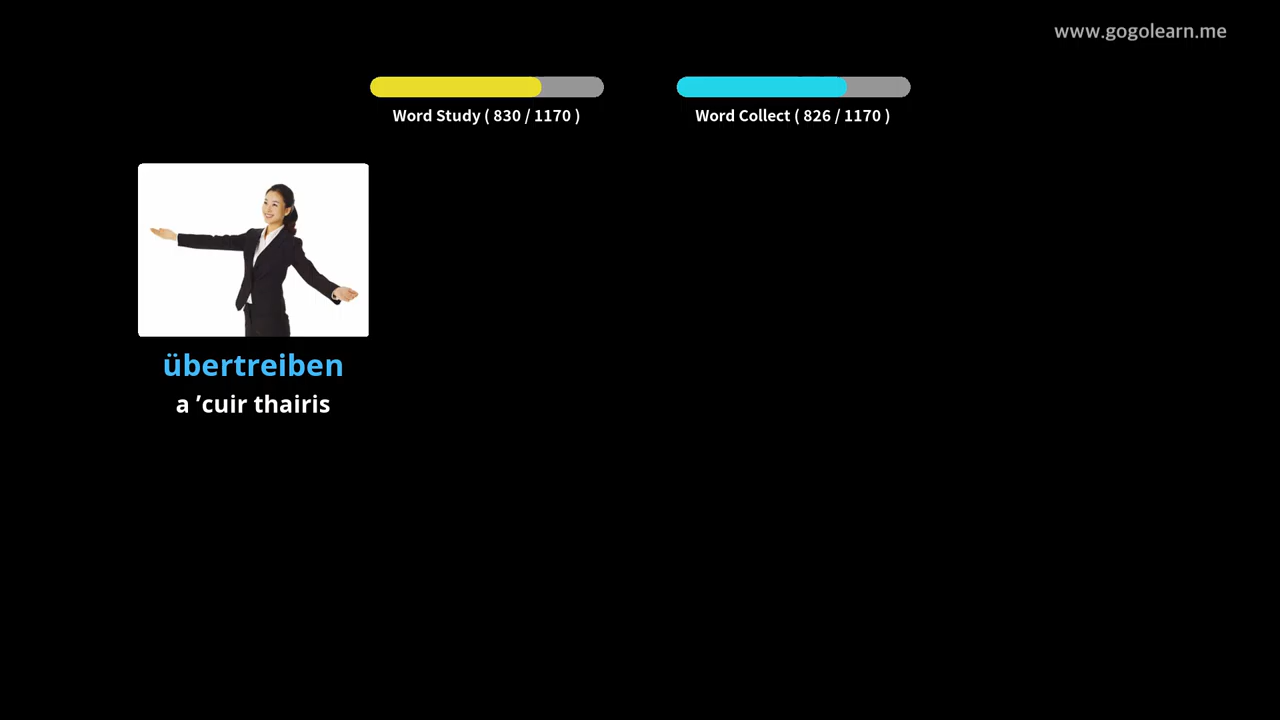 www.gogolearn.me
Word Study ( 830 / 1170 )
Word Collect ( 826 / 1170 )
übertreiben
a ’cuir thairis